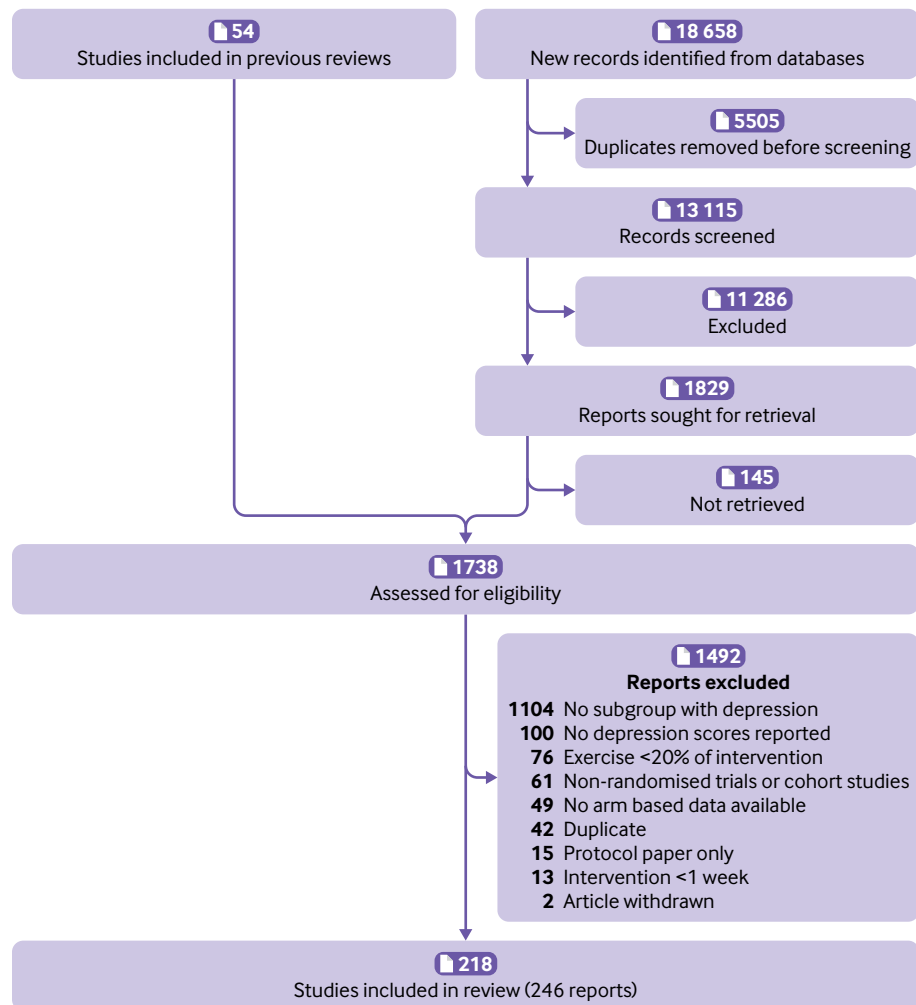 54
Studies included in previous reviews
18 658
New records identified from databases
5505
Duplicates removed before screening
13 115
Records screened
11 286
Excluded
1829
Reports sought for retrieval
145
Not retrieved
1738
Assessed for eligibility
1492
Reports excluded
1104 No subgroup with depression
100 No depression scores reported
76 Exercise <20% of intervention
61 Non-randomised trials or cohort studies
49 No arm based data available
42 Duplicate
15 Protocol paper only
13 Intervention <1 week
2 Article withdrawn
218
Studies included in review (246 reports)